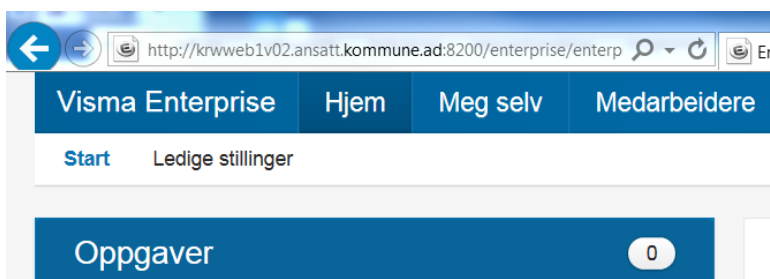 http://krwweb1v02.ansatt.kommune.ad:8200/enterprise/enterp
Visma Enterprise Hjem Meg selv Medarbeidere
Start Ledige stillinger
Oppgaver 0